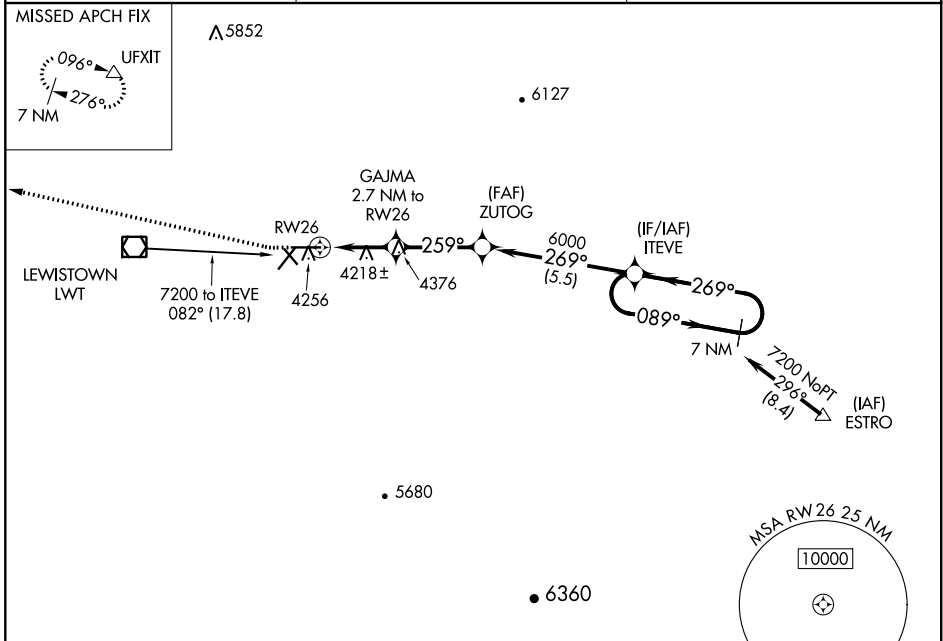 MISSED APCH FIX
096°
UFXIT
276°
7 NM
5852
6127
GAJMA
2.7 NM to
RW26
(FAF)
ZUTOG
RW26
259°
6000
269°
(5.5)
(IF/IAF)
ITEVE
LEWISTOWN
LWT
4256
4218±
4376
7200 to ITEVE
082° (17.8)
269°
089°
7 NM
7200 NoPT
296°
(8.4)
(IAF)
ESTRO
5680
6360
MSA RW26 25 NM
10000